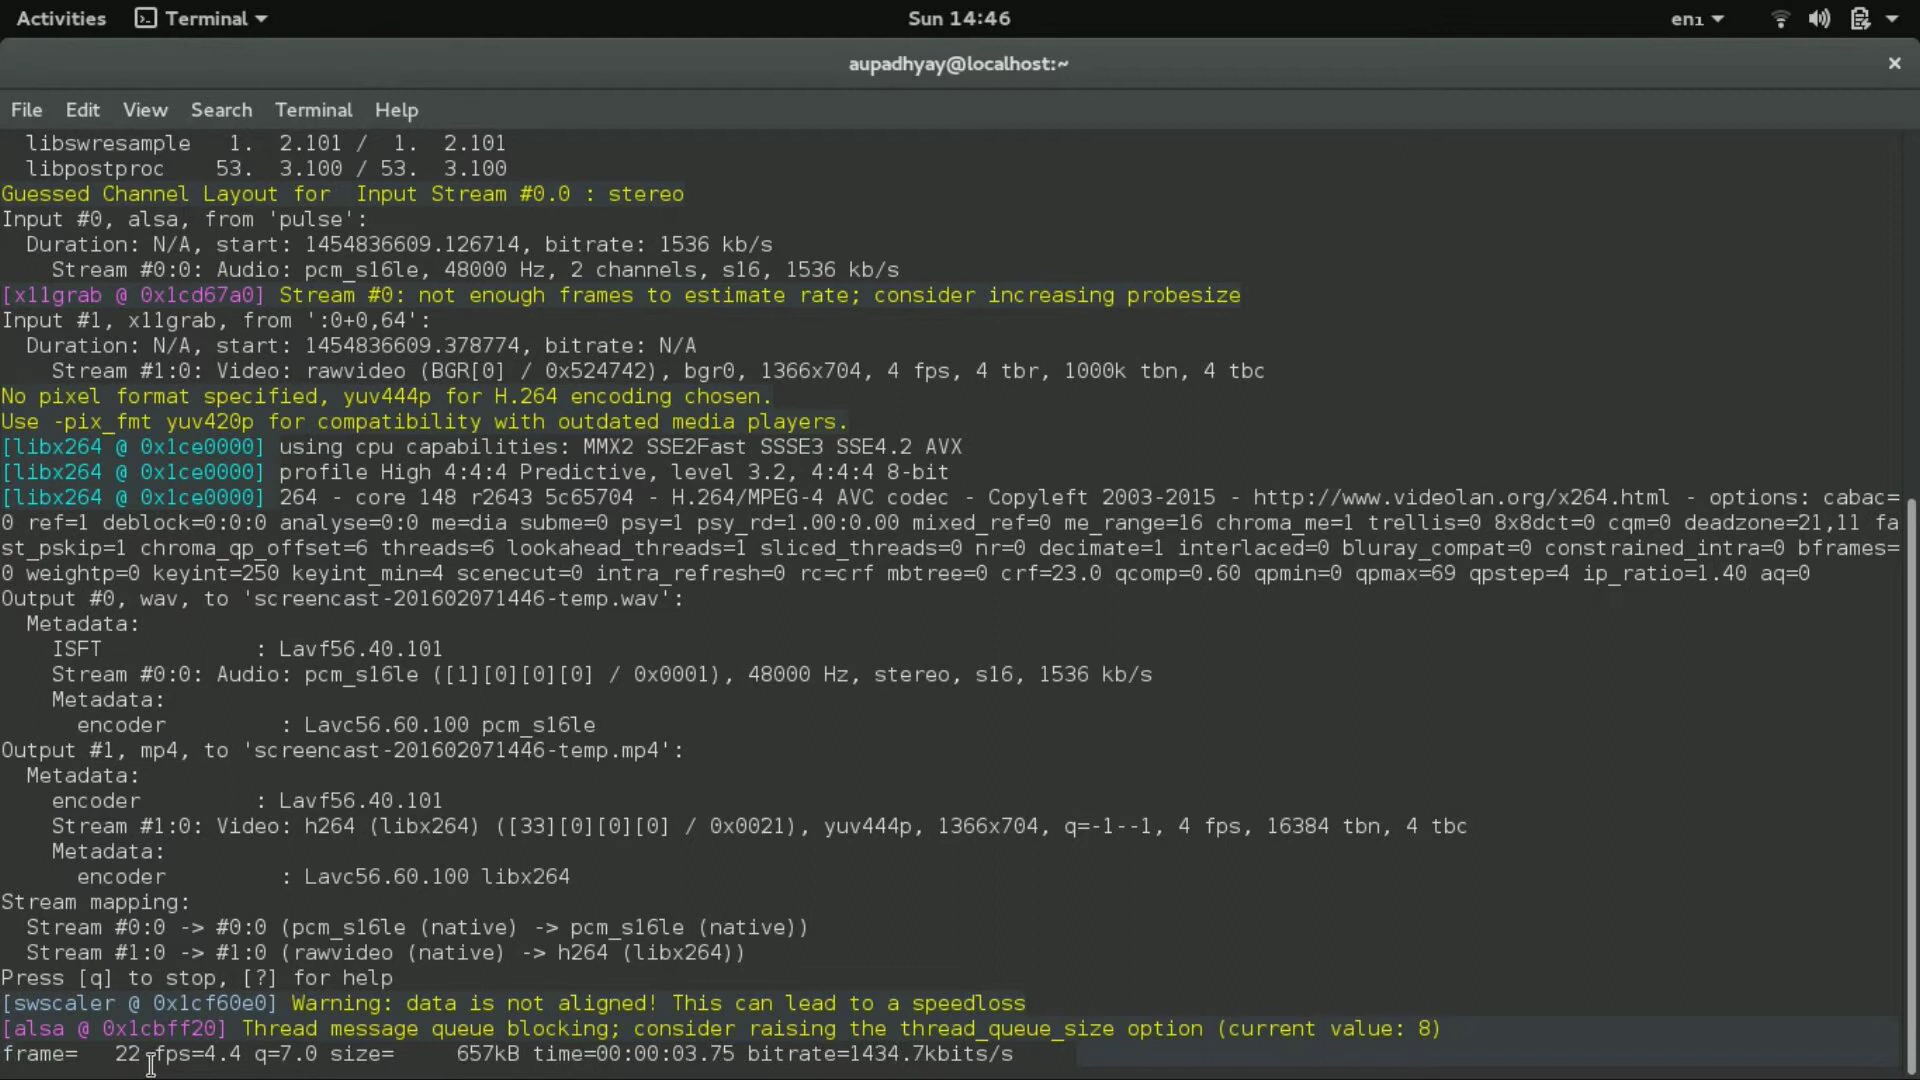 Activities Terminal Sun 14:46 en1
aupadhyay@localhost:~ ×
File Edit View Search Terminal Help
libswresample 1. 2.101 / 1. 2.101
libpostproc 53. 3.100 / 53. 3.100
Guessed Channel Layout for Input Stream #0.0 : stereo
Input #0, alsa, from 'pulse':
Duration: N/A, start: 1454836609.126714, bitrate: 1536 kb/s
Stream #0:0: Audio: pcm_s16le, 48000 Hz, 2 channels, s16, 1536 kb/s
[x11grab @ 0x1cd67a0] Stream #0: not enough frames to estimate rate; consider increasing probesize
Input #1, x11grab, from ':0+0,64':
Duration: N/A, start: 1454836609.378774, bitrate: N/A
Stream #1:0: Video: rawvideo (BGR[0] / 0x524742), bgr0, 1366x704, 4 fps, 4 tbr, 1000k tbn, 4 tbc
No pixel format specified, yuv444p for H.264 encoding chosen.
Use -pix_fmt yuv420p for compatibility with outdated media players.
[libx264 @ 0x1ce0000] using cpu capabilities: MMX2 SSE2Fast SSSE3 SSE4.2 AVX
[libx264 @ 0x1ce0000] profile High 4:4:4 Predictive, level 3.2, 4:4:4 8-bit
[libx264 @ 0x1ce0000] 264 - core 148 r2643 5c65704 - H.264/MPEG-4 AVC codec - Copyleft 2003-2015 - http://www.videolan.org/x264.html - options: cabac=
0 ref=1 deblock=0:0:0 analyse=0:0 me=dia subme=0 psy=1 psy_rd=1.00:0.00 mixed_ref=0 me_range=16 chroma_me=1 trellis=0 8x8dct=0 cqm=0 deadzone=21,11 fa
st_pskip=1 chroma_qp_offset=6 threads=6 lookahead_threads=1 sliced_threads=0 nr=0 decimate=1 interlaced=0 bluray_compat=0 constrained_intra=0 bframes=
0 weightp=0 keyint=250 keyint_min=4 scenecut=0 intra_refresh=0 rc=crf mbtree=0 crf=23.0 qcomp=0.60 qpmin=0 qpmax=69 qpstep=4 ip_ratio=1.40 aq=0
Output #0, wav, to 'screencast-201602071446-temp.wav':
Metadata:
ISFT : Lavf56.40.101
Stream #0:0: Audio: pcm_s16le ([1][0][0][0] / 0x0001), 48000 Hz, stereo, s16, 1536 kb/s
Metadata:
encoder : Lavc56.60.100 pcm_s16le
Output #1, mp4, to 'screencast-201602071446-temp.mp4':
Metadata:
encoder : Lavf56.40.101
Stream #1:0: Video: h264 (libx264) ([33][0][0][0] / 0x0021), yuv444p, 1366x704, q=-1--1, 4 fps, 16384 tbn, 4 tbc
Metadata:
encoder : Lavc56.60.100 libx264
Stream mapping:
Stream #0:0 -> #0:0 (pcm_s16le (native) -> pcm_s16le (native))
Stream #1:0 -> #1:0 (rawvideo (native) -> h264 (libx264))
Press [q] to stop, [?] for help
[swscaler @ 0x1cf60e0] Warning: data is not aligned! This can lead to a speedloss
[alsa @ 0x1cbff20] Thread message queue blocking; consider raising the thread_queue_size option (current value: 8)
frame= 22 fps=4.4 q=7.0 size= 657kB time=00:00:03.75 bitrate=1434.7kbits/s